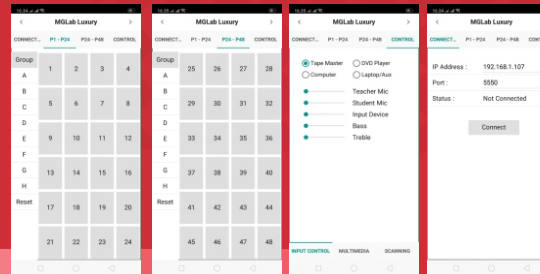 MGLab Luxury
CONNECT... P1 - P24 P24 - P48 CONTROL
Group
A
B
C
D
E
F
G
H
Reset
1 2 3 4
5 6 7 8
9 10 11 12
13 14 15 16
17 18 19 20
21 22 23 24
MGLab Luxury
CONNECT... P1 - P24 P24 - P48 CONTROL
Group
A
B
C
D
E
F
G
H
Reset
25 26 27 28
29 30 31 32
33 34 35 36
37 38 39 40
41 42 43 44
45 46 47 48
MGLab Luxury
CONNECT... P1 - P24 P24 - P48 CONTROL
Tape Master DVD Player
Computer Laptop/Aux
Teacher Mic
Student Mic
Input Device
Bass
Treble
INPUT CONTROL MULTIMEDIA SCANNING
MGLab Luxury
CONNECT... P1 - P24 P24 - P48
IP Address : 192.168.1.107
Port : 5550
Status : Not Connected
Connect